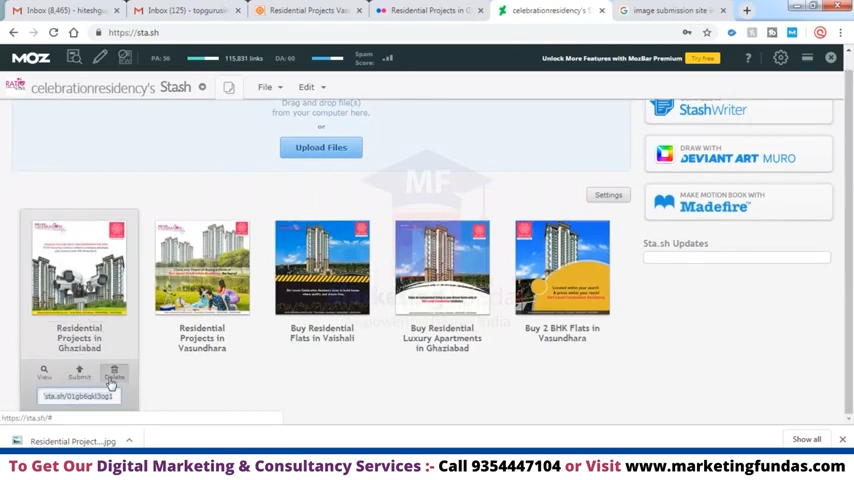 Inbox (8,465) - hiteshgu
Inbox (125) - topgurusk
Residential Projects Vas
Residential Projects in G
celebrationresidency's S
image submission site in
https://sta.sh
MOZ
PA: 56
115,831 links
DA: 60
Spam
Score:
Unlock More Features with MozBar Premium
Try free
celebrationresidency's Stash
File
Edit
Drag and drop file(s)
from your computer here.
or
Upload Files
StashWriter
DRAW WITH
DEVIANT ART MURO
MAKE MOTION BOOK WITH
Madefire
Settings
Sta.sh Updates
MF
Residential
Projects in
Ghaziabad
Residential
Projects in
Vasundhara
Buy Residential
Flats in Vaishali
Buy Residential
Luxury Apartments
in Ghaziabad
Buy 2 BHK Flats in
Vasundhara
View
Submit
Delete
sta.sh/01gb6qkl3og1
https://sta.sh/#
Residential Project....jpg
Show all
To Get Our Digital Marketing & Consultancy Services :- Call 9354447104 or Visit www.marketingfundas.com